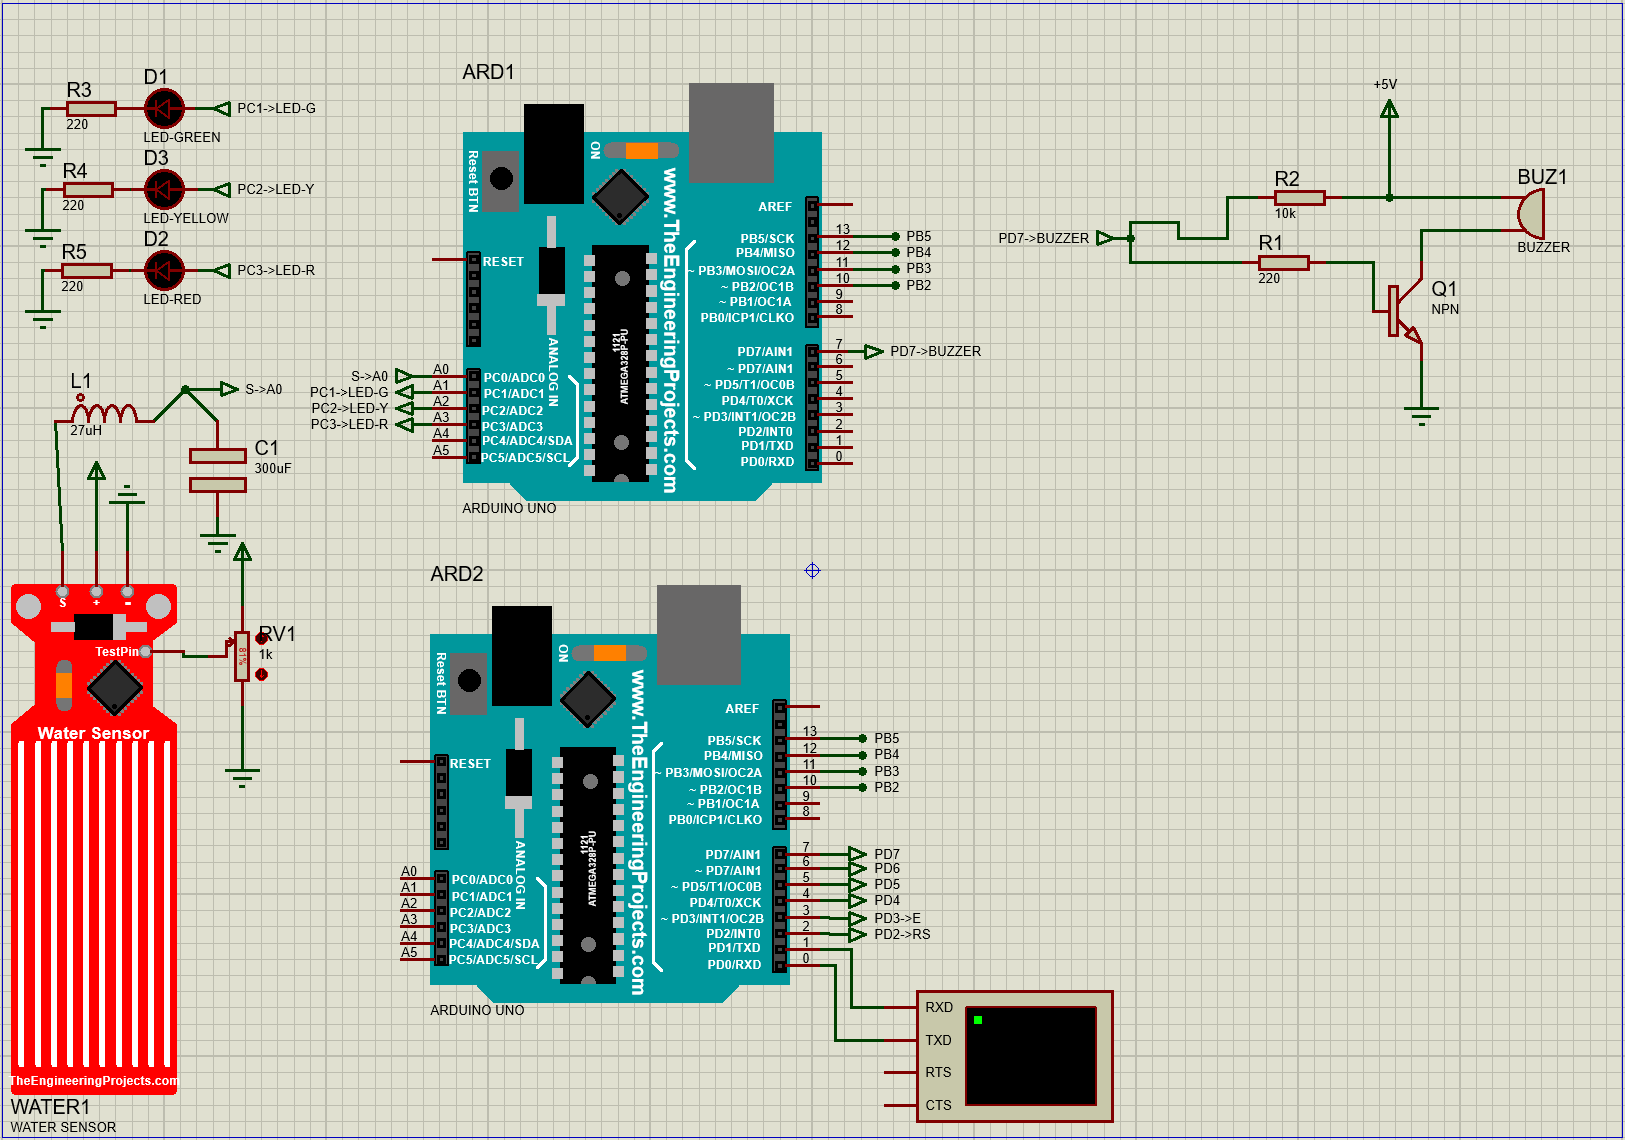 R3
220
D1
LED-GREEN
PC1->LED-G
R4
220
D3
LED-YELLOW
PC2->LED-Y
R5
220
D2
LED-RED
PC3->LED-R
L1
27uH
S->A0
C1
300uF
S
+
-
TestPin
RV1
1k
81%
Water Sensor
TheEngineeringProjects.com
WATER1
WATER SENSOR
ARD1
Reset BTN
ON
www.TheEngineeringProjects.com
ANALOG IN
1121
ATMEGA328P-PU
RESET
S->A0
A0
PC0/ADC0
PC1->LED-G
A1
PC1/ADC1
PC2->LED-Y
A2
PC2/ADC2
PC3->LED-R
A3
PC3/ADC3
A4
PC4/ADC4/SDA
A5
PC5/ADC5/SCL
AREF
PB5/SCK
13
PB5
PB4/MISO
12
PB4
~ PB3/MOSI/OC2A
11
PB3
~ PB2/OC1B
10
PB2
~ PB1/OC1A
9
PB0/ICP1/CLKO
8
PD7/AIN1
7
PD7->BUZZER
~ PD7/AIN1
6
~ PD5/T1/OC0B
5
PD4/T0/XCK
4
~ PD3/INT1/OC2B
3
PD2/INT0
2
PD1/TXD
1
PD0/RXD
0
ARDUINO UNO
+5V
PD7->BUZZER
R2
10k
R1
220
BUZ1
BUZZER
Q1
NPN
ARD2
Reset BTN
ON
www.TheEngineeringProjects.com
ANALOG IN
1121
ATMEGA328P-PU
RESET
A0
PC0/ADC0
A1
PC1/ADC1
A2
PC2/ADC2
A3
PC3/ADC3
A4
PC4/ADC4/SDA
A5
PC5/ADC5/SCL
AREF
PB5/SCK
13
PB5
PB4/MISO
12
PB4
~ PB3/MOSI/OC2A
11
PB3
~ PB2/OC1B
10
PB2
~ PB1/OC1A
9
PB0/ICP1/CLKO
8
PD7/AIN1
7
PD7
~ PD7/AIN1
6
PD6
~ PD5/T1/OC0B
5
PD5
PD4/T0/XCK
4
PD4
~ PD3/INT1/OC2B
3
PD3->E
PD2/INT0
2
PD2->RS
PD1/TXD
1
PD0/RXD
0
ARDUINO UNO
RXD
TXD
RTS
CTS